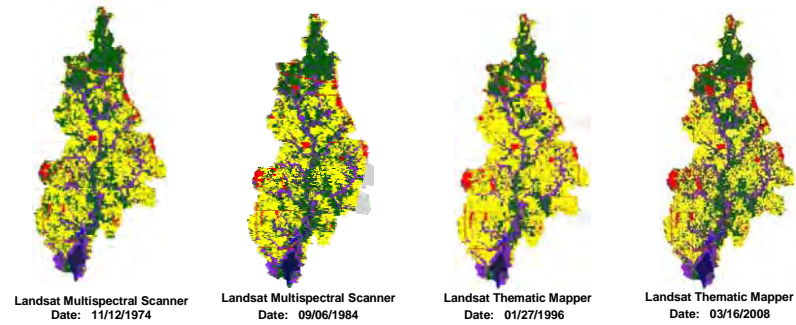 Landsat Multispectral Scanner
Date: 11/12/1974
Landsat Multispectral Scanner
Date: 09/06/1984
Landsat Thematic Mapper
Date: 01/27/1996
Landsat Thematic Mapper
Date: 03/16/2008